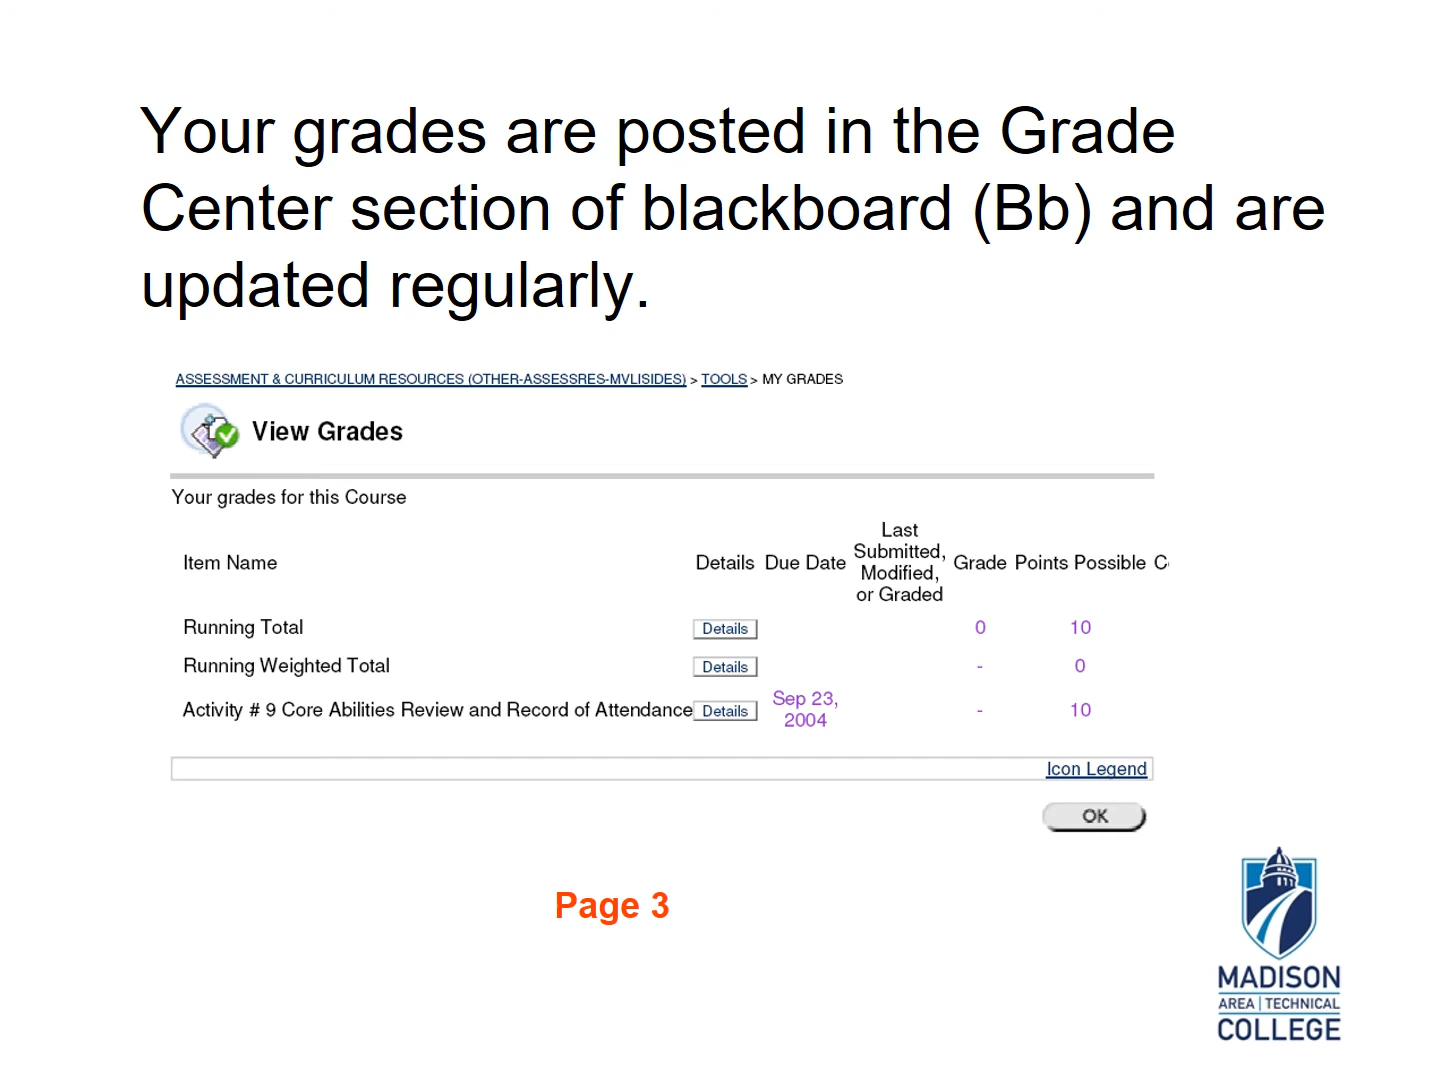 Your grades are posted in the Grade
Center section of blackboard (Bb) and are
updated regularly.
ASSESSMENT & CURRICULUM RESOURCES (OTHER-ASSESSRES-MVLISIDES) > TOOLS > MY GRADES
View Grades
Your grades for this Course
Item Name Details Due Date Last Submitted, Modified, or Graded Grade Points Possible
Running Total Details 0 10
Running Weighted Total Details - 0
Activity # 9 Core Abilities Review and Record of Attendance Details Sep 23, 2004 - 10
Icon Legend
OK
Page 3
MADISON
AREA | TECHNICAL
COLLEGE